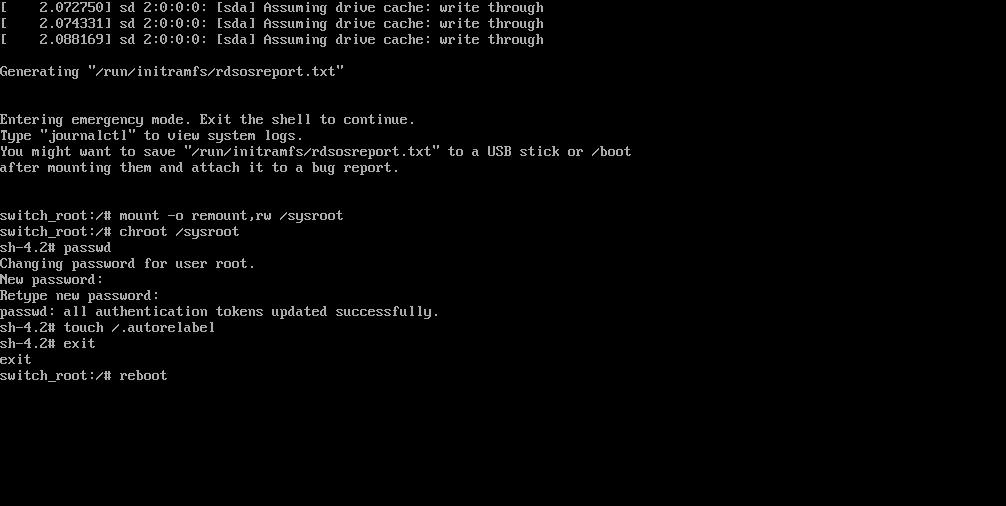 [    2.072750] sd 2:0:0:0: [sda] Assuming drive cache: write through
[    2.074331] sd 2:0:0:0: [sda] Assuming drive cache: write through
[    2.088169] sd 2:0:0:0: [sda] Assuming drive cache: write through
Generating "/run/initramfs/rdsosreport.txt"
Entering emergency mode. Exit the shell to continue.
Type "journalctl" to view system logs.
You might want to save "/run/initramfs/rdsosreport.txt" to a USB stick or /boot
after mounting them and attach it to a bug report.
switch_root:/# mount -o remount,rw /sysroot
switch_root:/# chroot /sysroot
sh-4.2# passwd
Changing password for user root.
New password:
Retype new password:
passwd: all authentication tokens updated successfully.
sh-4.2# touch /.autorelabel
sh-4.2# exit
exit
switch_root:/# reboot